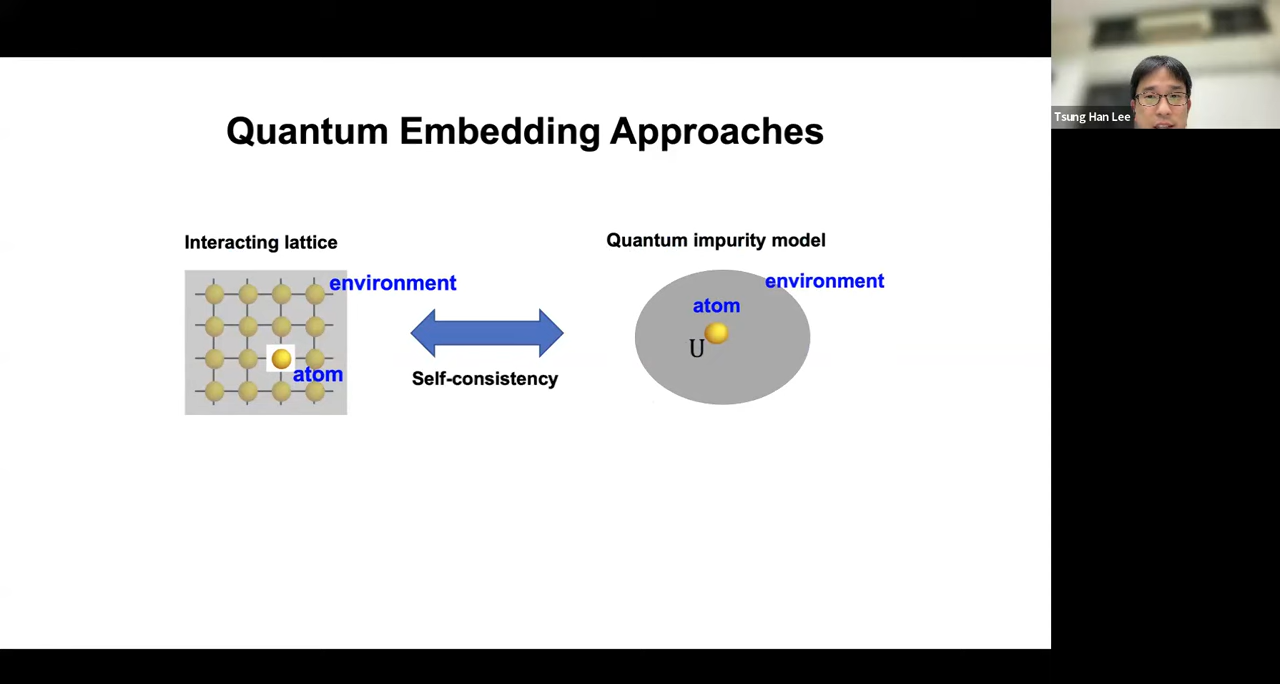 Quantum Embedding Approaches
Interacting lattice
Quantum impurity model
environment
environment
atom
U
atom
Self-consistency
Tsung Han Lee